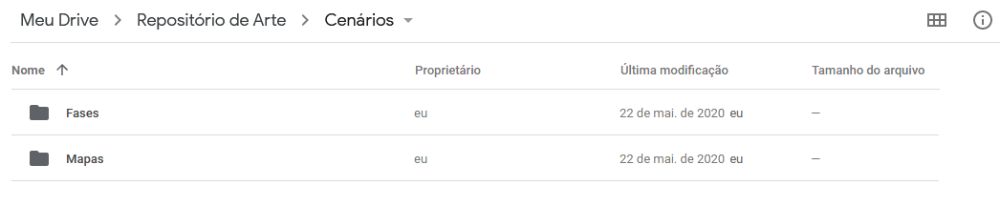 Meu Drive > Repositório de Arte > Cenários
Nome ↑ Proprietário Última modificação Tamanho do arquivo
Fases eu 22 de mai. de 2020 eu —
Mapas eu 22 de mai. de 2020 eu —